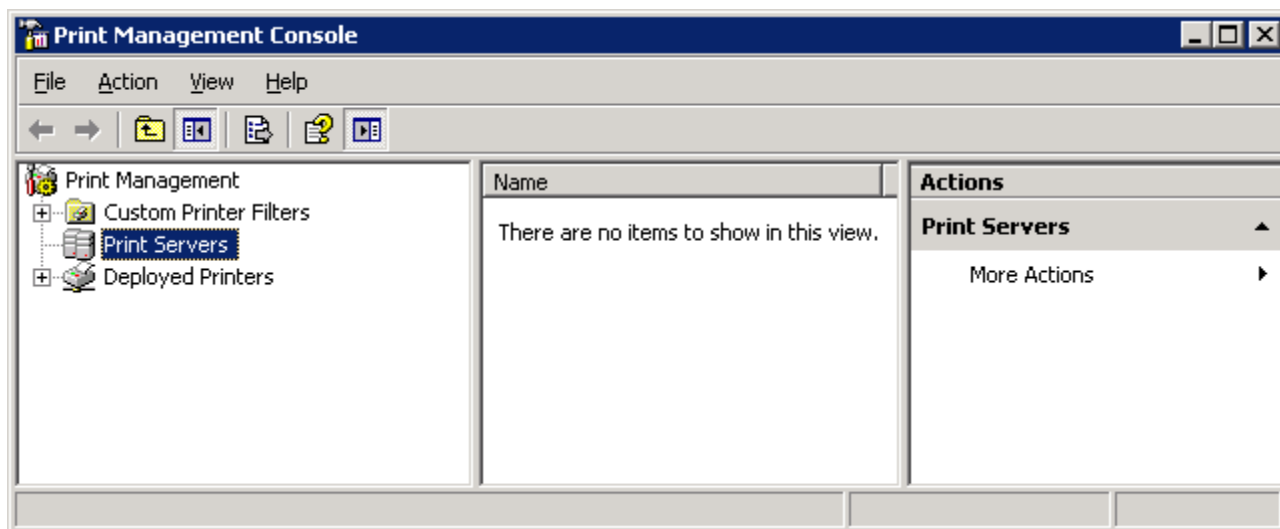 Print Management Console
File Action View Help
Print Management
Custom Printer Filters
Print Servers
Deployed Printers
Name
There are no items to show in this view.
Actions
Print Servers
More Actions